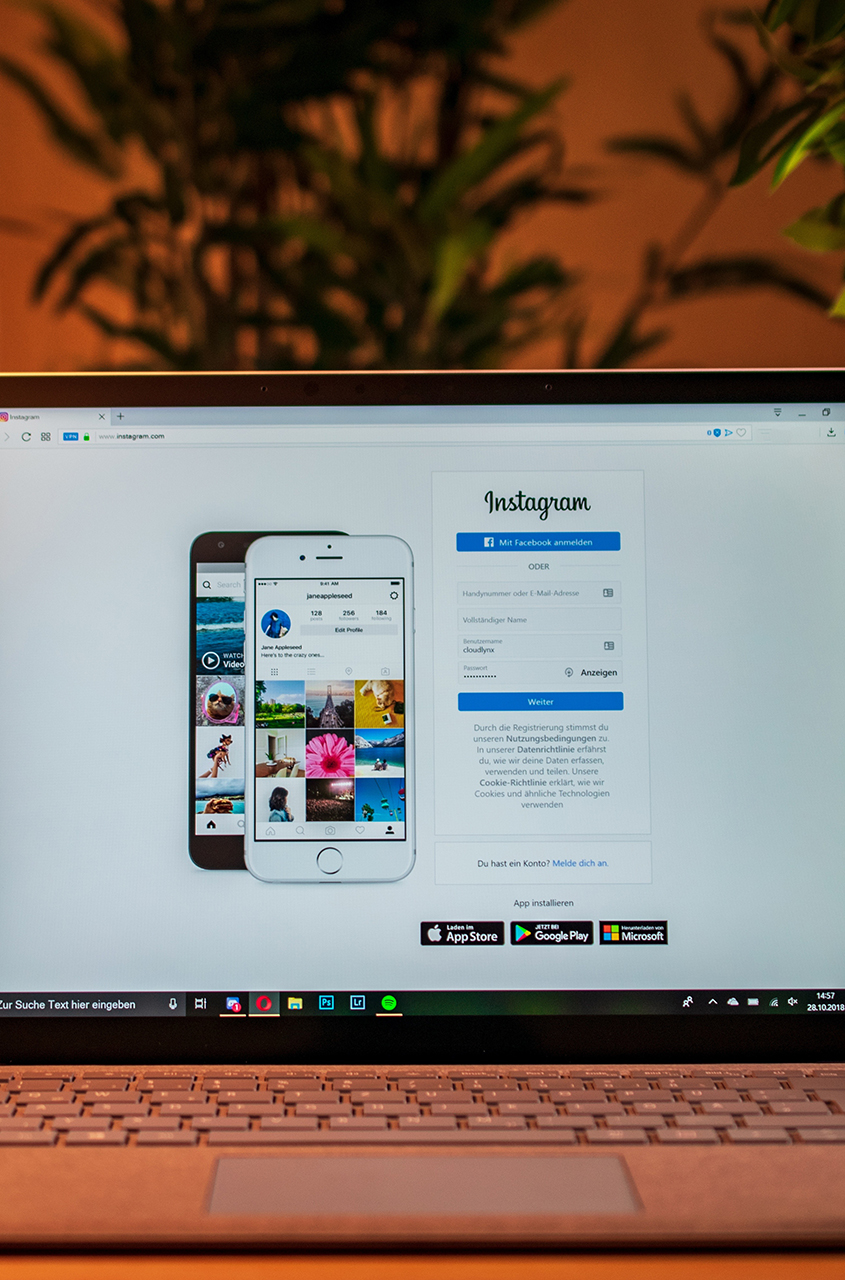 Instagram
www.instagram.com
VPN
0
Instagram
Mit Facebook anmelden
ODER
Handynummer oder E-Mail-Adresse
Vollständiger Name
Benutzername
cloudlynx
Passwort
•••••••••••
Anzeigen
Weiter
Durch die Registrierung stimmst du
unseren Nutzungsbedingungen zu.
In unserer Datenrichtlinie erfährst
du, wie wir deine Daten erfassen,
verwenden und teilen. Unsere
Cookie-Richtlinie erklärt, wie wir
Cookies und ähnliche Technologien
verwenden
Du hast ein Konto? Melde dich an.
App installieren
Laden im
App Store
JETZT BEI
Google Play
Herunterladen von
Microsoft
Search
WATCH
Video
9:41 AM
janeappleseed
128 256 184
posts followers following
Edit Profile
Jane Appleseed
Here's to the crazy ones...
Zur Suche Text hier eingeben
1
Ps
Lr
14:57
28.10.2018